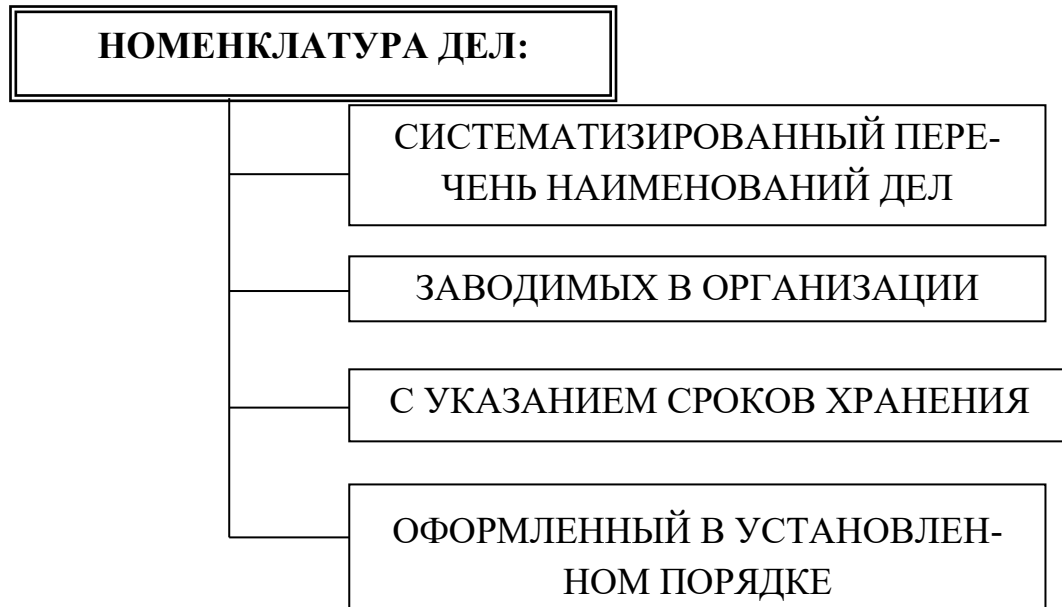 НОМЕНКЛАТУРА ДЕЛ:
СИСТЕМАТИЗИРОВАННЫЙ ПЕРЕ-
ЧЕНЬ НАИМЕНОВАНИЙ ДЕЛ
ЗАВОДИМЫХ В ОРГАНИЗАЦИИ
С УКАЗАНИЕМ СРОКОВ ХРАНЕНИЯ
ОФОРМЛЕННЫЙ В УСТАНОВЛЕН-
НОМ ПОРЯДКЕ